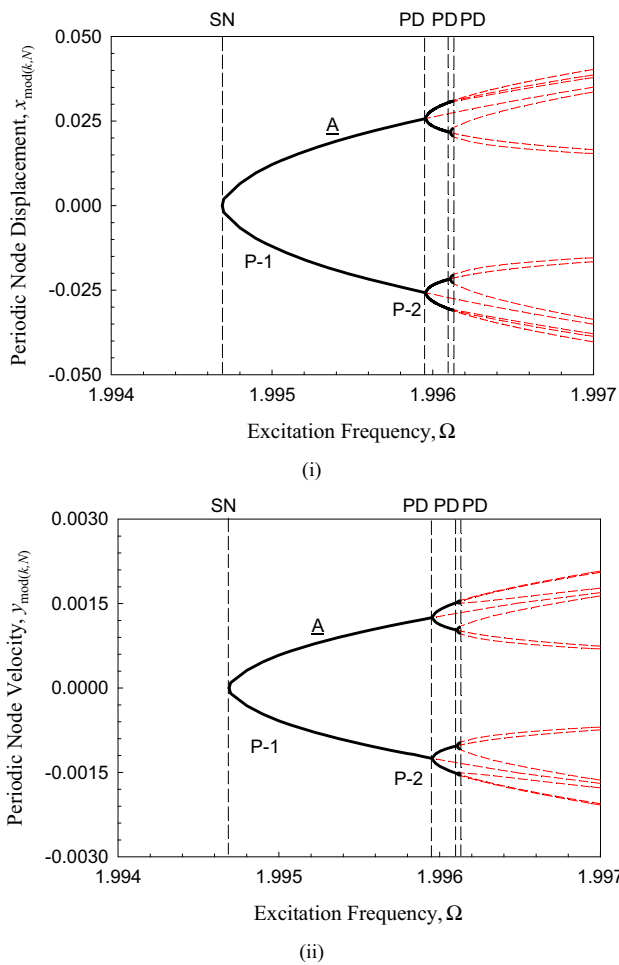 SN PD PD PD
0.050
0.025
0.000
-0.025
-0.050
Periodic Node Displacement, x_mod(k,N)
A
P-1
P-2
1.994 1.995 1.996 1.997
Excitation Frequency, Ω
(i)
SN PD PD PD
0.0030
0.0015
0.0000
-0.0015
-0.0030
Periodic Node Velocity, y_mod(k,N)
A
P-1
P-2
1.994 1.995 1.996 1.997
Excitation Frequency, Ω
(ii)